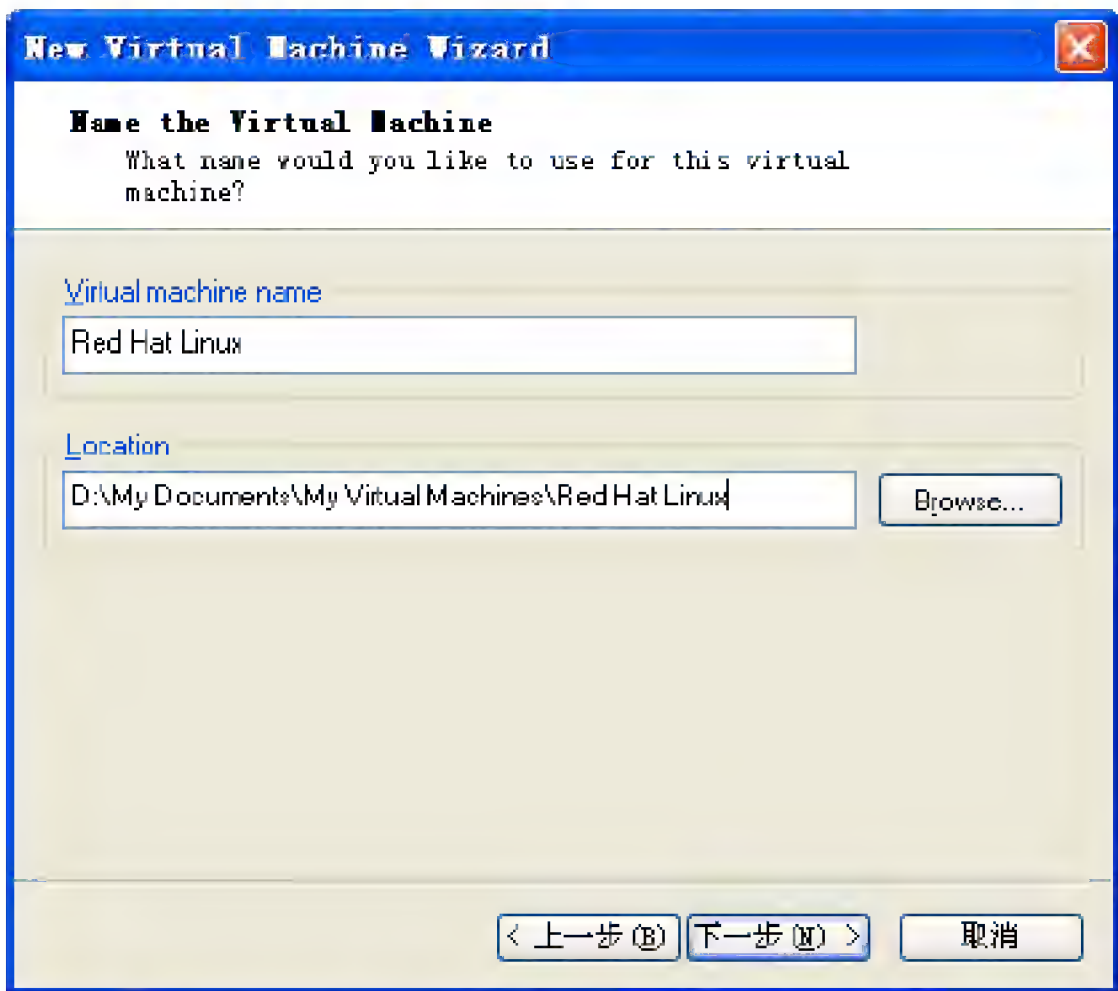 New Virtual Machine Wizard
Name the Virtual Machine
What name would you like to use for this virtual
machine?
Virtual machine name
Red Hat Linux
Location
D:\My Documents\My Virtual Machines\Red Hat Linux
Browse...
< 上一步(B) 下一步(N) > 取消